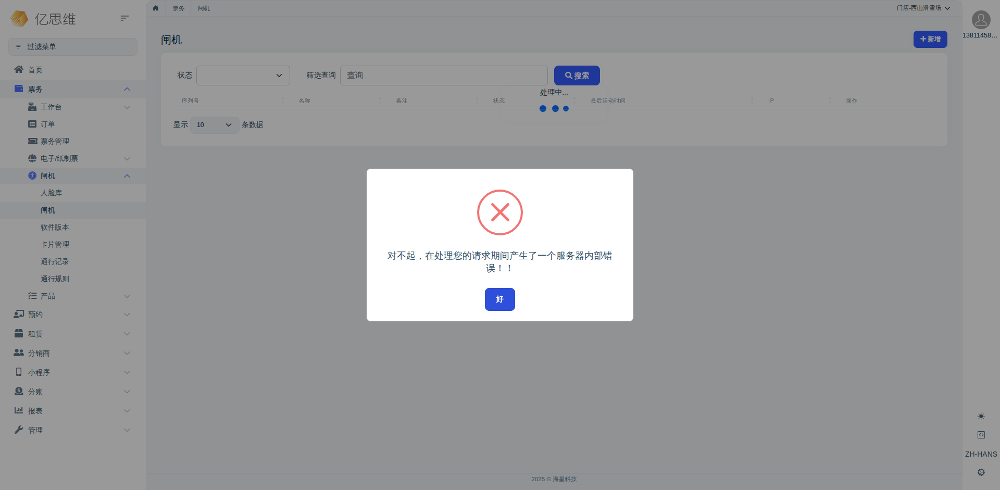 亿思维
过滤菜单
首页
票务
工作台
订单
票务管理
电子/纸制票
闸机
人脸库
闸机
软件版本
卡片管理
通行记录
通行规则
产品
预约
租赁
分销商
小程序
分账
报表
管理
票务 闸机
门店-西山滑雪场
闸机
新增
状态 筛选查询 查询 搜索
处理中...
序列号 名称 备注 状态 最后活动时间 IP 操作
显示 10 条数据
对不起，在处理您的请求期间产生了一个服务器内部错
误！！
好
2025 © 海星科技
13811458...
ZH-HANS